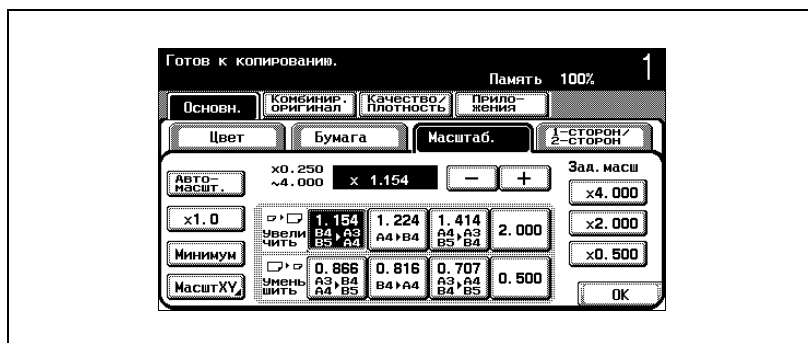 Готов к копированию.
Память 100% 1
Основн. Комбинир. оригинал Качество/ Плотность Прило-жения
Цвет Бумага Масштаб. 1-сторон/ 2-сторон
Авто-масшт.
x0.250 ~4.000 x 1.154 − +
Зад. масш
x4.000
x1.0
Увели чить 1.154 B4▸A3 B5▸A4 1.224 A4▸B4 1.414 A4▸A3 B5▸B4 2.000
x2.000
Минимум
x0.500
МасштXY
Умень шить 0.866 A3▸B4 A4▸B5 0.816 B4▸A4 0.707 A3▸A4 B4▸B5 0.500
OK